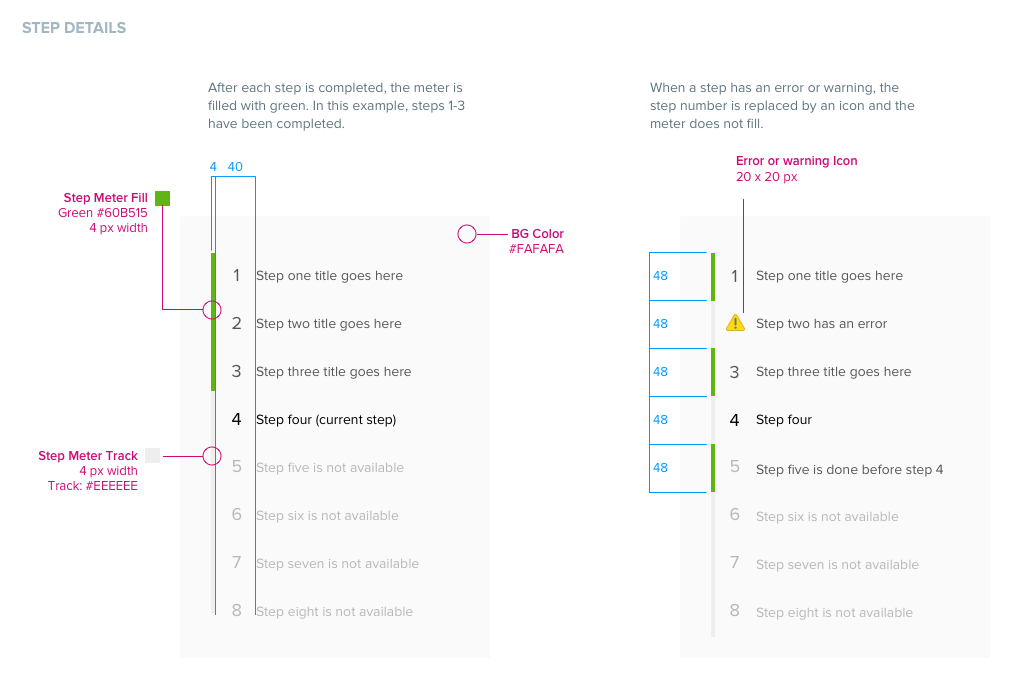 STEP DETAILS
After each step is completed, the meter is
filled with green. In this example, steps 1-3
have been completed.
4 40
Step Meter Fill
Green #60B515
4 px width
BG Color
#FAFAFA
1 Step one title goes here
2 Step two title goes here
3 Step three title goes here
4 Step four (current step)
Step Meter Track
4 px width
Track: #EEEEEE
5 Step five is not available
6 Step six is not available
7 Step seven is not available
8 Step eight is not available
When a step has an error or warning, the
step number is replaced by an icon and the
meter does not fill.
Error or warning Icon
20 x 20 px
48 1 Step one title goes here
48 Step two has an error
48 3 Step three title goes here
48 4 Step four
48 5 Step five is done before step 4
6 Step six is not available
7 Step seven is not available
8 Step eight is not available